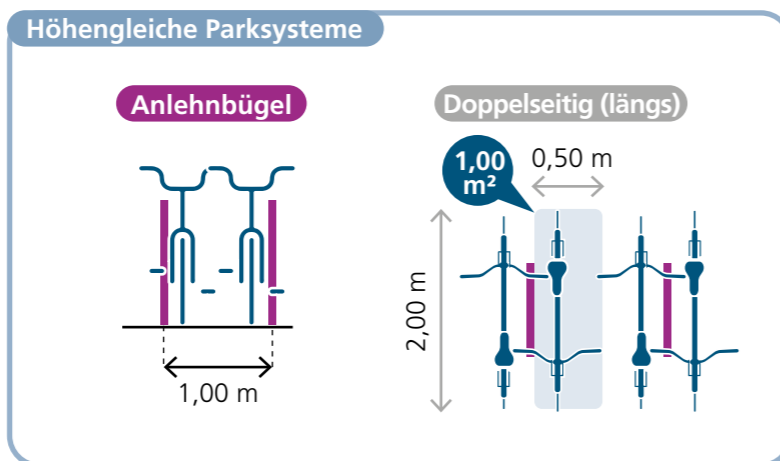 Höhengleiche Parksysteme
Anlehnbügel
1,00 m
Doppelseitig (längs)
1,00
m²
0,50 m
2,00 m